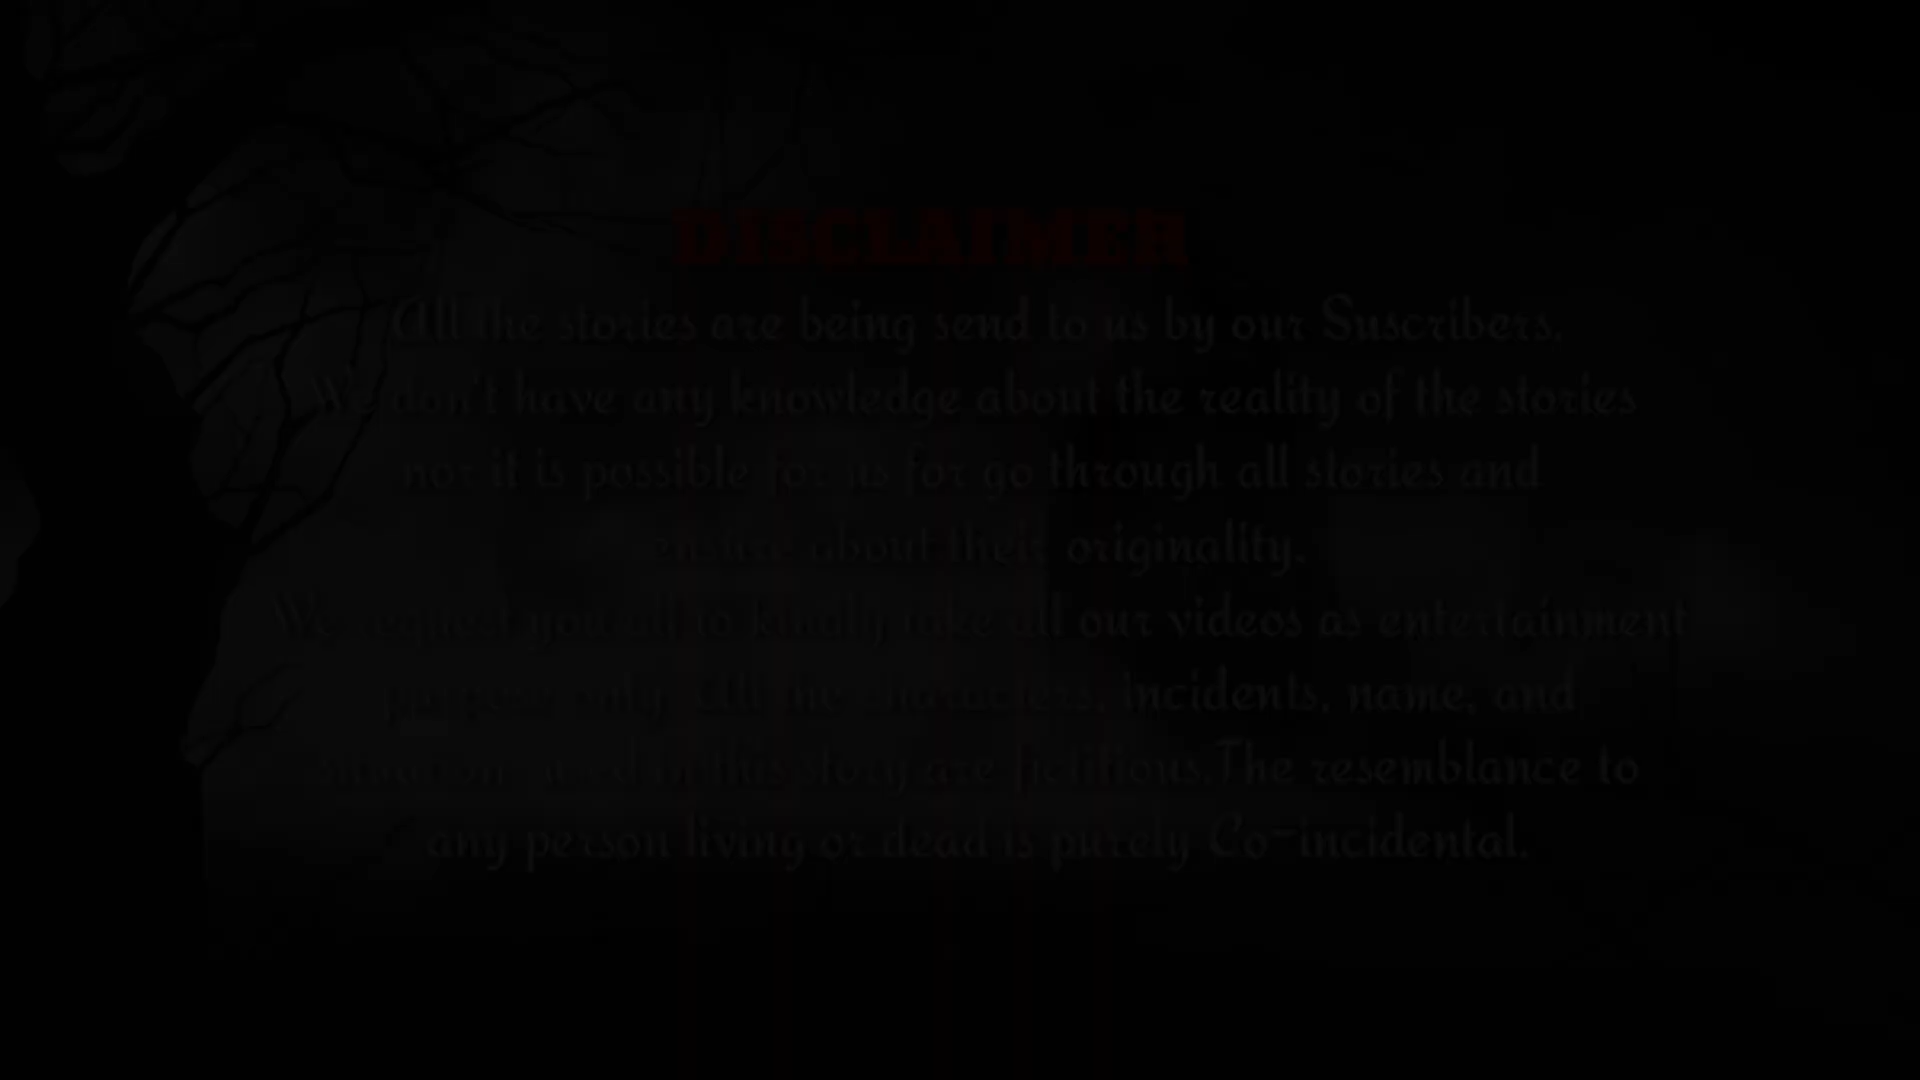 DISCLAIMER
All the stories are being send to us by our Suscribers.
We don't have any knowledge about the reality of the stories
nor it is possible for us for go through all stories and
ensure about their originality.
We request you all to kindly take all our videos as entertainment
purpose only. All the characters, incidents, name, and
used in this story are fictitious.The resemblance to
any person living or dead is purely Co-incidental.